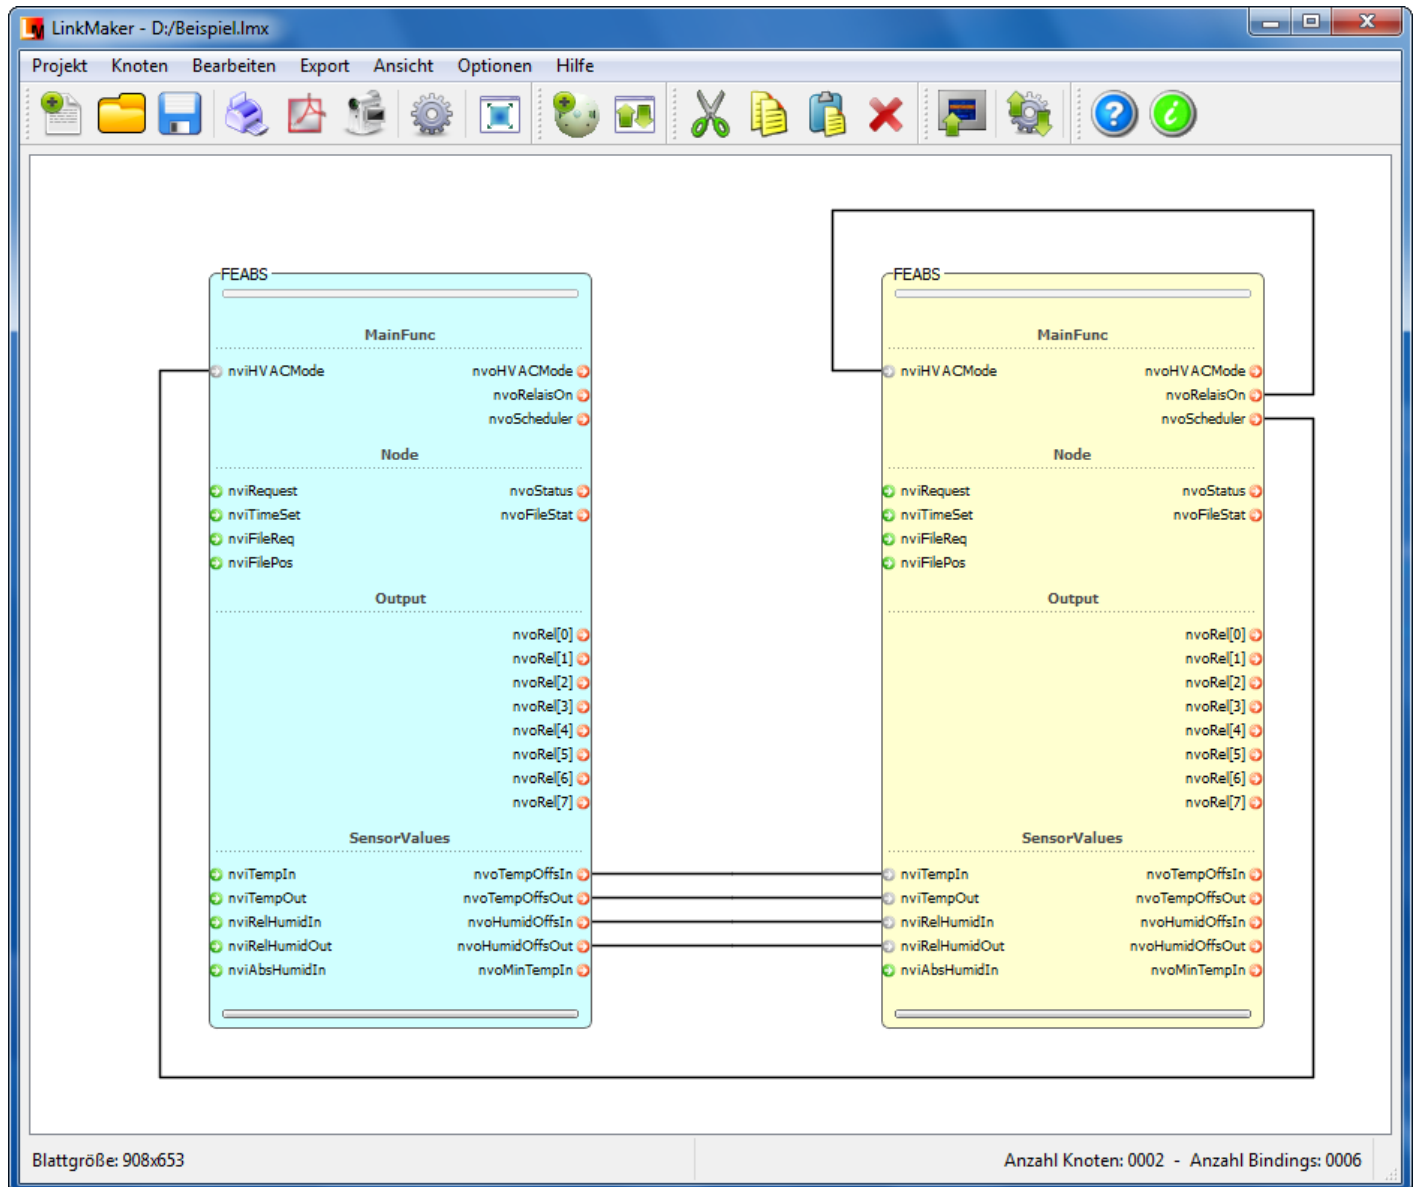 LinkMaker - D:/Beispiel.lmx
Projekt Knoten Bearbeiten Export Ansicht Optionen Hilfe
FEABS
MainFunc
nviHVACMode nvoHVACMode
nvoRelaisOn
nvoScheduler
Node
nviRequest nvoStatus
nviTimeSet nvoFileStat
nviFileReq
nviFilePos
Output
nvoRel[0]
nvoRel[1]
nvoRel[2]
nvoRel[3]
nvoRel[4]
nvoRel[5]
nvoRel[6]
nvoRel[7]
SensorValues
nviTempIn nvoTempOffsIn
nviTempOut nvoTempOffsOut
nviRelHumidIn nvoHumidOffsIn
nviRelHumidOut nvoHumidOffsOut
nviAbsHumidIn nvoMinTempIn
FEABS
MainFunc
nviHVACMode nvoHVACMode
nvoRelaisOn
nvoScheduler
Node
nviRequest nvoStatus
nviTimeSet nvoFileStat
nviFileReq
nviFilePos
Output
nvoRel[0]
nvoRel[1]
nvoRel[2]
nvoRel[3]
nvoRel[4]
nvoRel[5]
nvoRel[6]
nvoRel[7]
SensorValues
nviTempIn nvoTempOffsIn
nviTempOut nvoTempOffsOut
nviRelHumidIn nvoHumidOffsIn
nviRelHumidOut nvoHumidOffsOut
nviAbsHumidIn nvoMinTempIn
Blattgröße: 908x653 Anzahl Knoten: 0002 - Anzahl Bindings: 0006